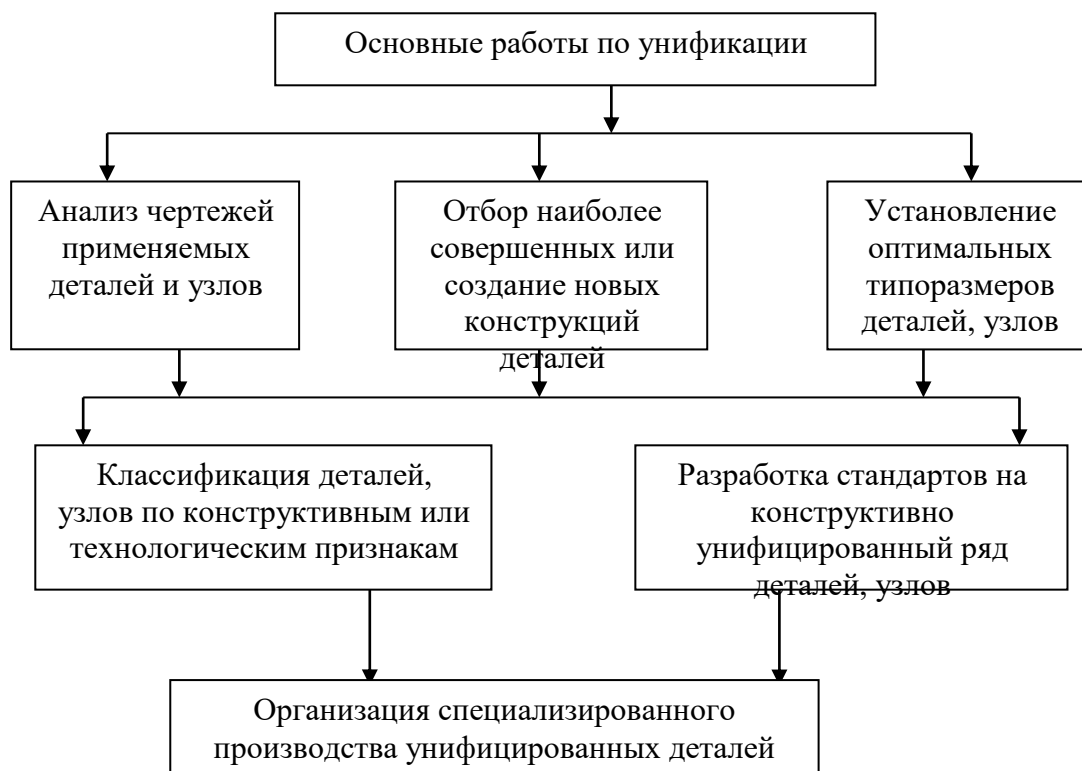 Основные работы по унификации
Анализ чертежей
применяемых
деталей и узлов
Отбор наиболее
совершенных или
создание новых
конструкций
деталей
Установление
оптимальных
типоразмеров
деталей, узлов
Классификация деталей,
узлов по конструктивным или
технологическим признакам
Разработка стандартов на
конструктивно
унифицированный ряд
деталей, узлов
Организация специализированного
производства унифицированных деталей